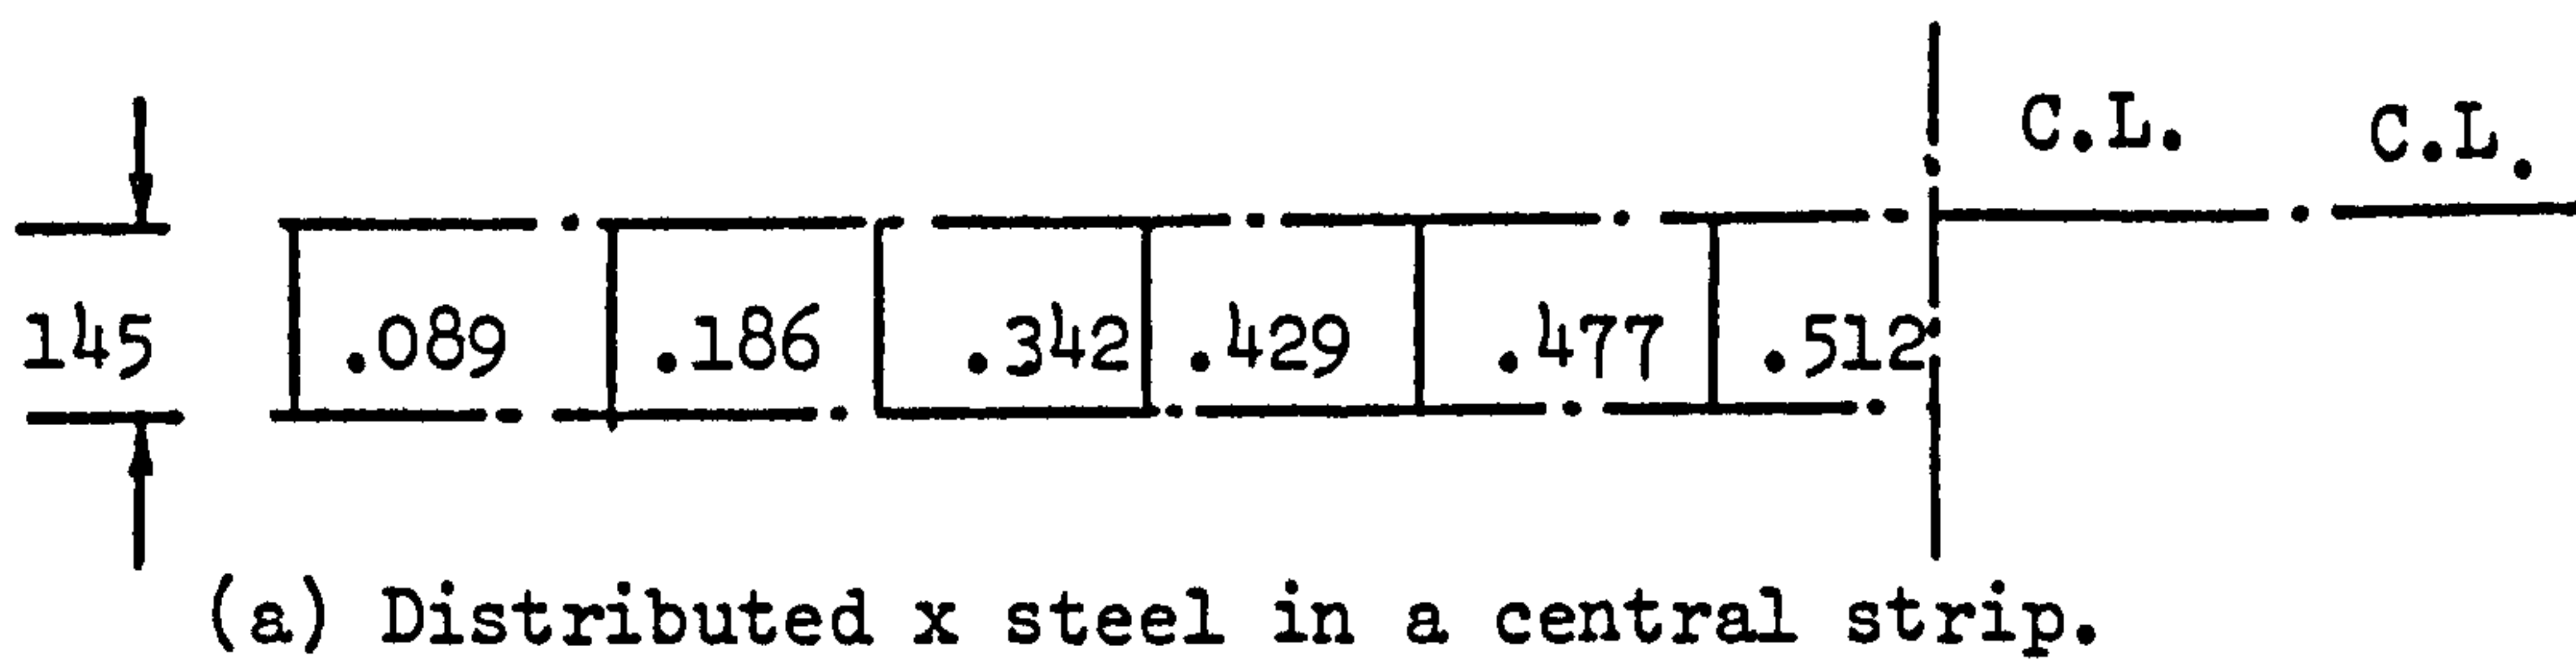 C.L. C.L.
145 .089 .186 .342 .429 .477 .512
(a) Distributed x steel in a central strip.